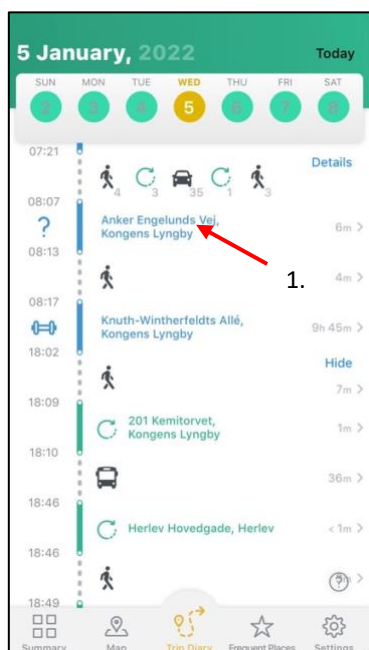 5 January, 2022 Today
SUN MON TUE WED THU FRI SAT
2 3 4 5 6 7 8
07:21
Details
4 3 35 1 3
08:07
?
Anker Engelunds Vej,
Kongens Lyngby
6m >
08:13
1.
4m >
08:17
Knuth-Wintherfeldts Allé,
Kongens Lyngby
9h 45m >
18:02
Hide
7m >
18:09
201 Kemitorvet,
Kongens Lyngby
1m >
18:10
36m >
18:46
Herlev Hovedgade, Herlev
< 1m >
18:46
? >
18:49
Summary Map Trip Diary Frequent Places Settings